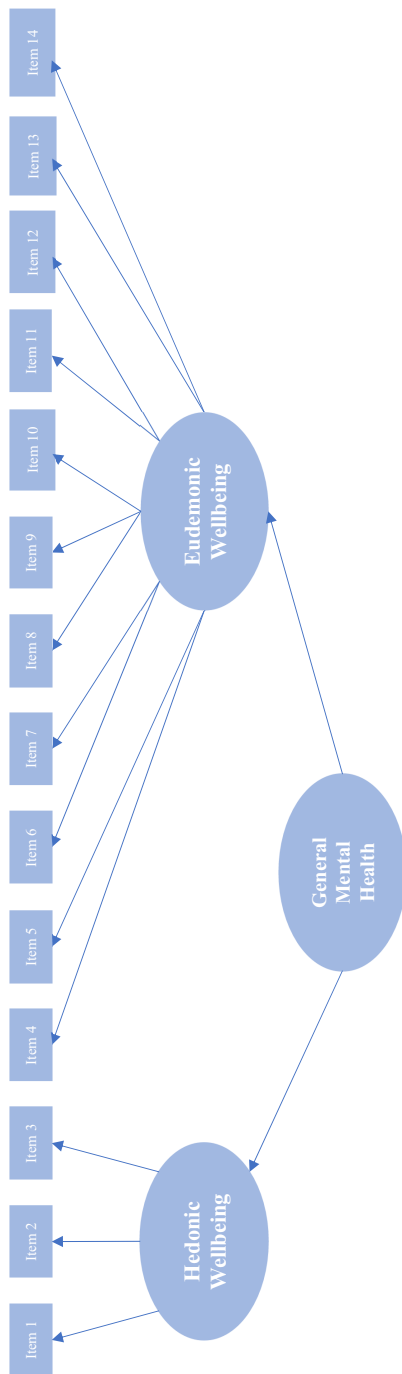 Item 1
Item 2
Item 3
Item 4
Item 5
Item 6
Item 7
Item 8
Item 9
Item 10
Item 11
Item 12
Item 13
Item 14
Hedonic
Wellbeing
Eudemonic
Wellbeing
General
Mental
Health